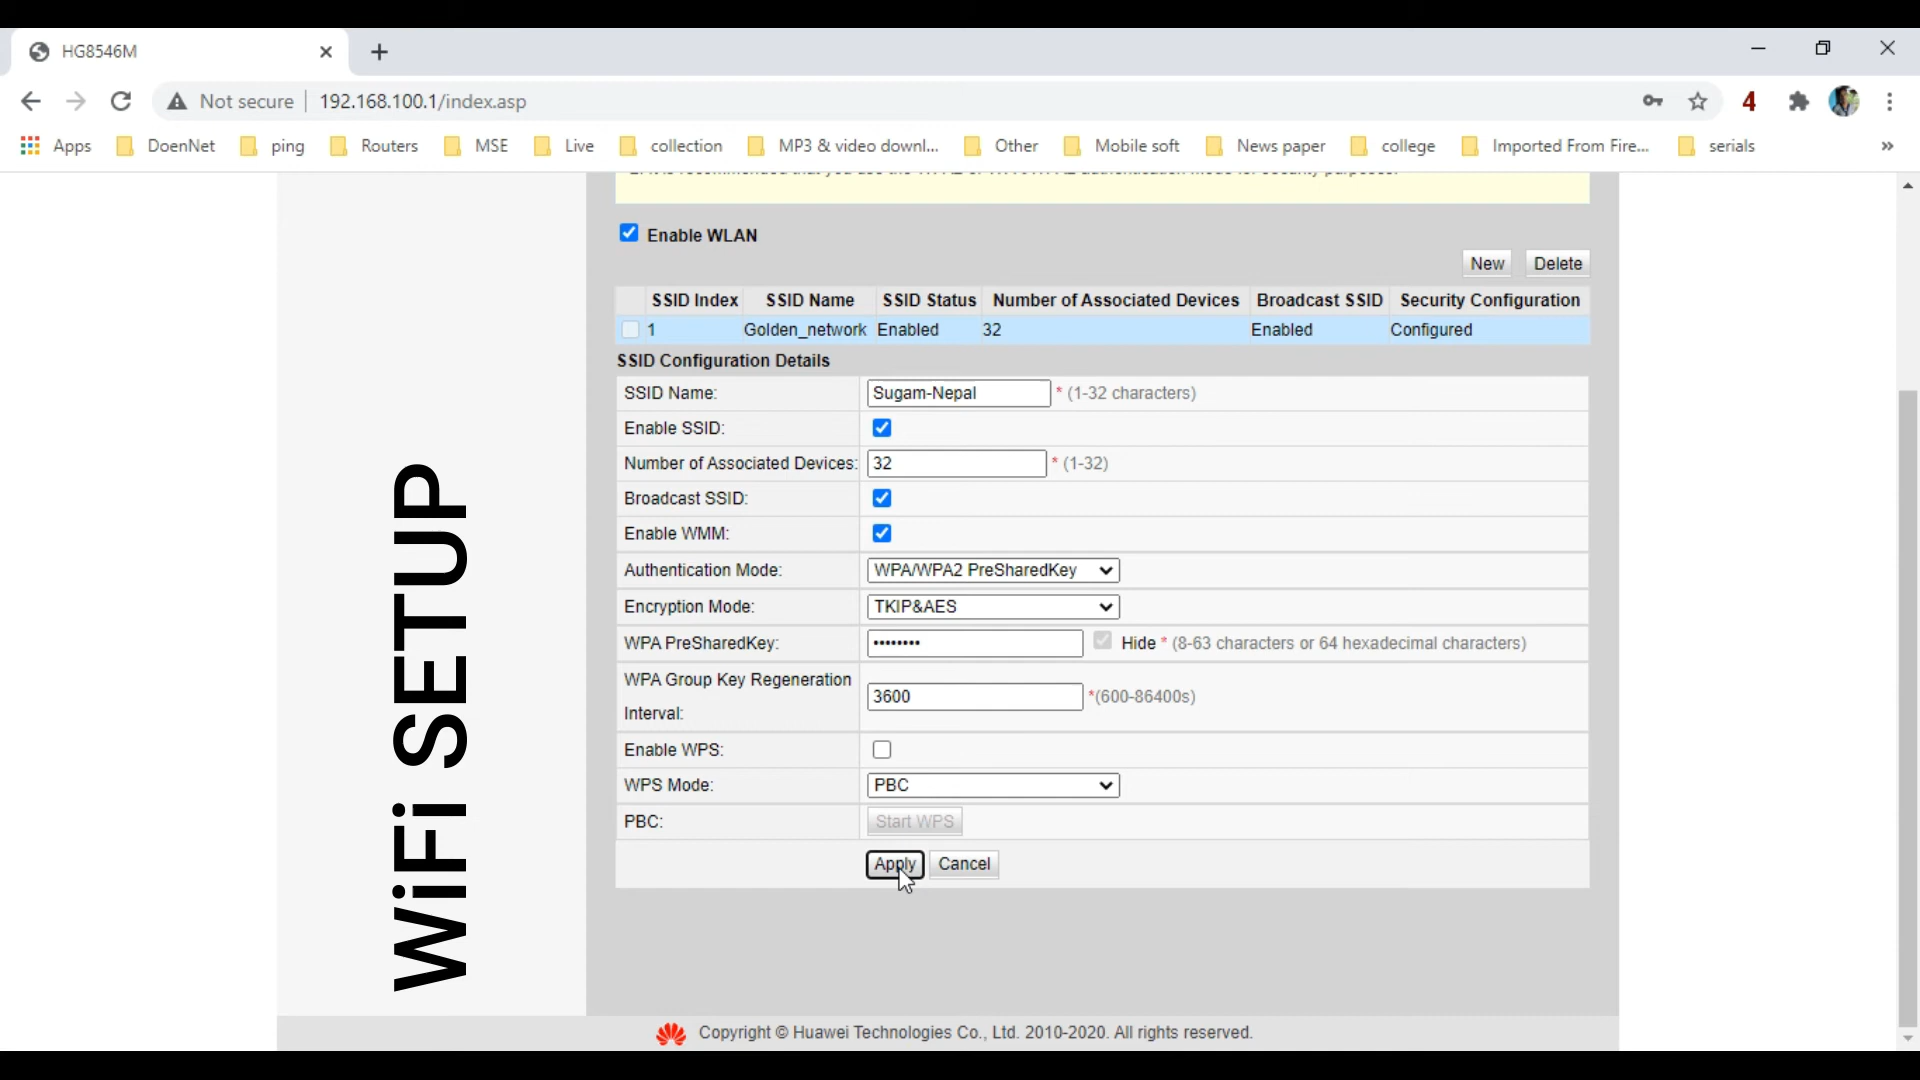 HG8546M
Not secure 192.168.100.1/index.asp
4
Apps DoenNet ping Routers MSE Live collection MP3 & video downl... Other Mobile soft News paper college Imported From Fire... serials »
Enable WLAN
New Delete
SSID Index SSID Name SSID Status Number of Associated Devices Broadcast SSID Security Configuration
1 Golden_network Enabled 32 Enabled Configured
SSID Configuration Details
SSID Name: Sugam-Nepal * (1-32 characters)
Enable SSID:
Number of Associated Devices: 32 * (1-32)
Broadcast SSID:
Enable WMM:
Authentication Mode: WPA/WPA2 PreSharedKey
Encryption Mode: TKIP&AES
WPA PreSharedKey: •••••••• Hide * (8-63 characters or 64 hexadecimal characters)
WPA Group Key Regeneration
Interval: 3600 *(600-86400s)
Enable WPS:
WPS Mode: PBC
PBC: Start WPS
Apply Cancel
WiFi SETUP
Copyright © Huawei Technologies Co., Ltd. 2010-2020. All rights reserved.